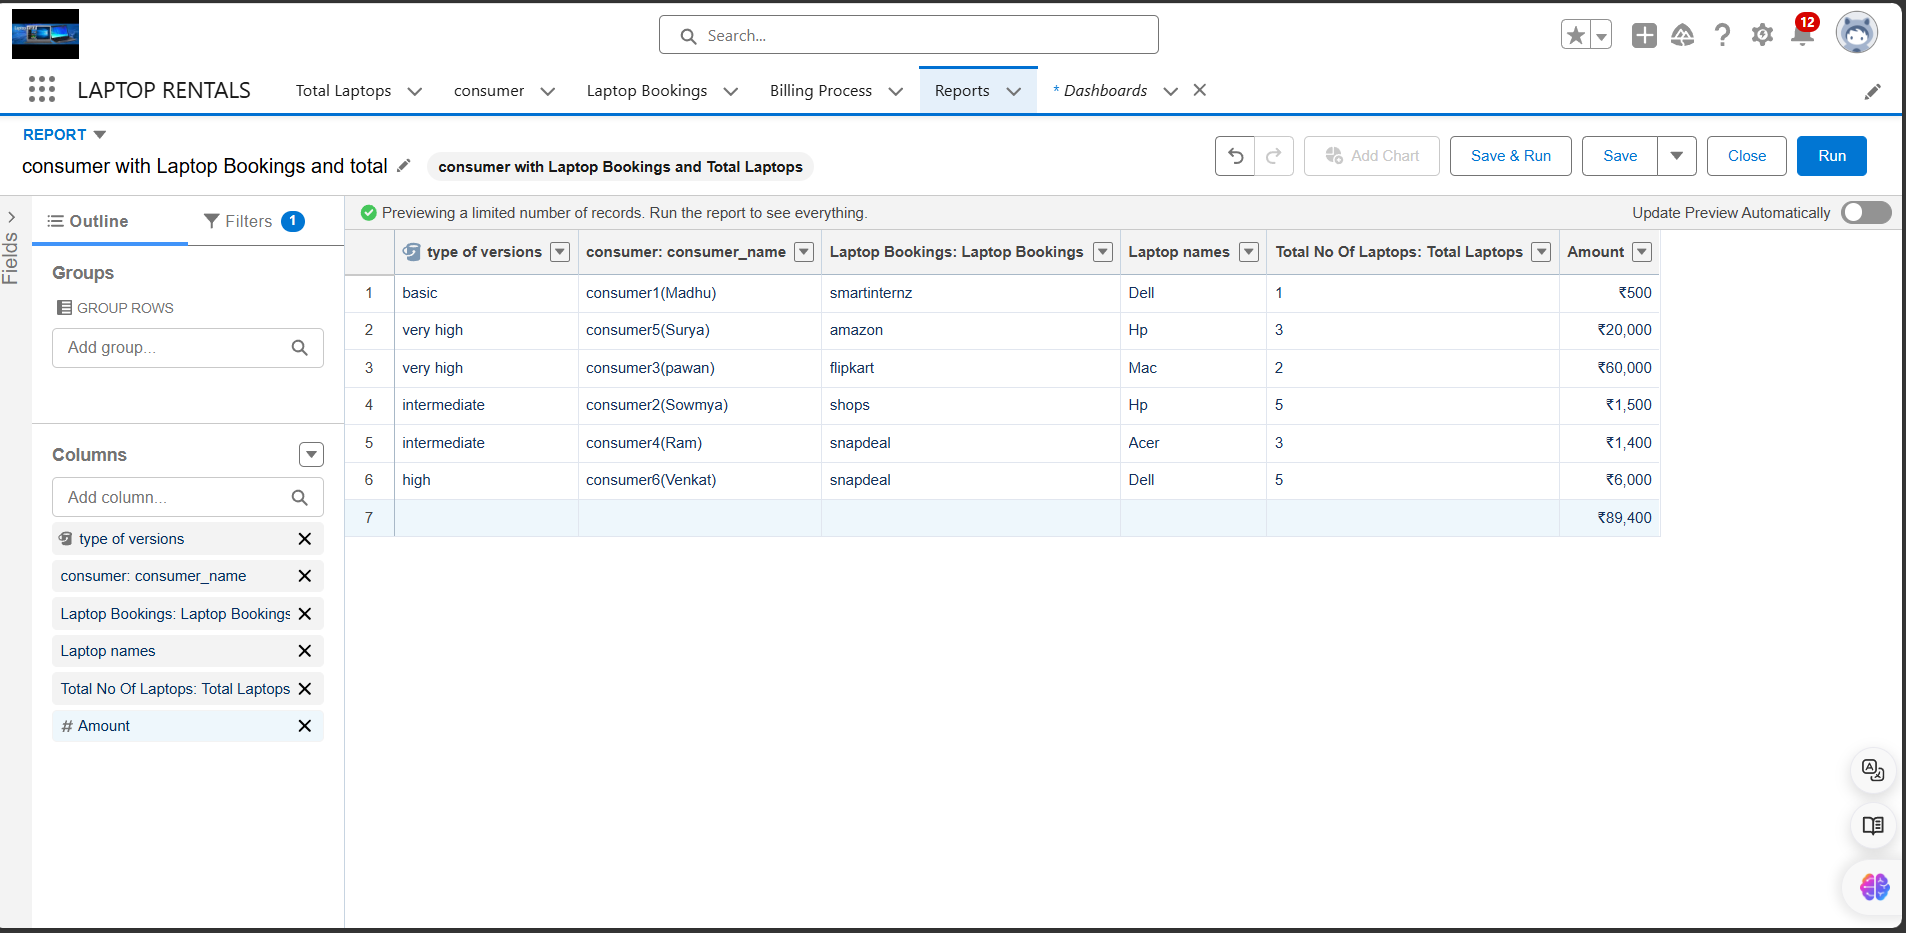 Search...
12
LAPTOP RENTALS
Total Laptops
consumer
Laptop Bookings
Billing Process
Reports
* Dashboards
REPORT
consumer with Laptop Bookings and total
consumer with Laptop Bookings and Total Laptops
Add Chart
Save & Run
Save
Close
Run
Fields
Outline
Filters 1
Groups
GROUP ROWS
Add group...
Columns
Add column...
type of versions
consumer: consumer_name
Laptop Bookings: Laptop Bookings
Laptop names
Total No Of Laptops: Total Laptops
# Amount
Previewing a limited number of records. Run the report to see everything.
Update Preview Automatically
type of versions consumer: consumer_name Laptop Bookings: Laptop Bookings Laptop names Total No Of Laptops: Total Laptops Amount
1 basic consumer1(Madhu) smartinternz Dell 1 ₹500
2 very high consumer5(Surya) amazon Hp 3 ₹20,000
3 very high consumer3(pawan) flipkart Mac 2 ₹60,000
4 intermediate consumer2(Sowmya) shops Hp 5 ₹1,500
5 intermediate consumer4(Ram) snapdeal Acer 3 ₹1,400
6 high consumer6(Venkat) snapdeal Dell 5 ₹6,000
7 ₹89,400